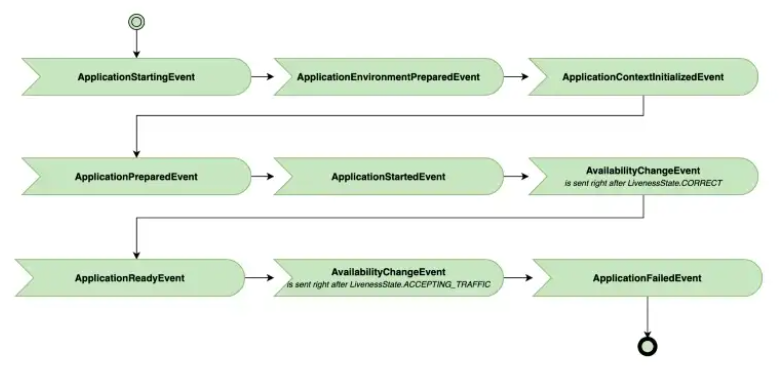 ApplicationStartingEvent
ApplicationEnvironmentPreparedEvent
ApplicationContextInitializedEvent
ApplicationPreparedEvent
ApplicationStartedEvent
AvailabilityChangeEvent
is sent right after LivenessState.CORRECT
ApplicationReadyEvent
AvailabilityChangeEvent
is sent right after LivenessState.ACCEPTING_TRAFFIC
ApplicationFailedEvent